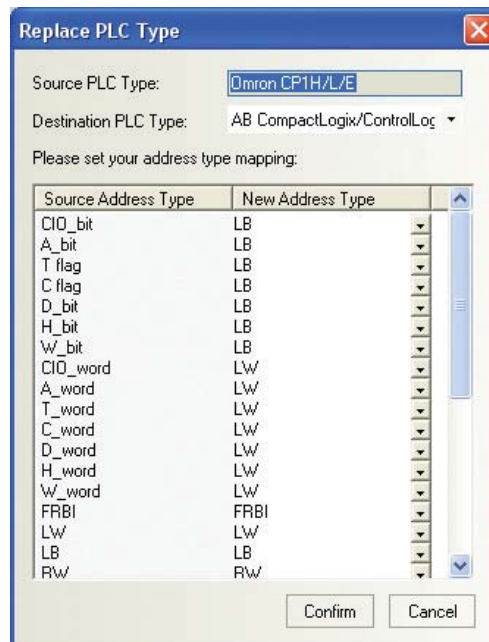 Replace PLC Type
Source PLC Type: Omron CP1H/L/E
Destination PLC Type: AB CompactLogix/ControlLog
Please set your address type mapping:
Source Address Type New Address Type
CIO_bit LB
A_bit LB
T flag LB
C flag LB
D_bit LB
H_bit LB
W_bit LB
CIO_word LW
A_word LW
T_word LW
C_word LW
D_word LW
H_word LW
W_word LW
FRBI FRBI
LW LW
LB LB
RW RW
Confirm Cancel